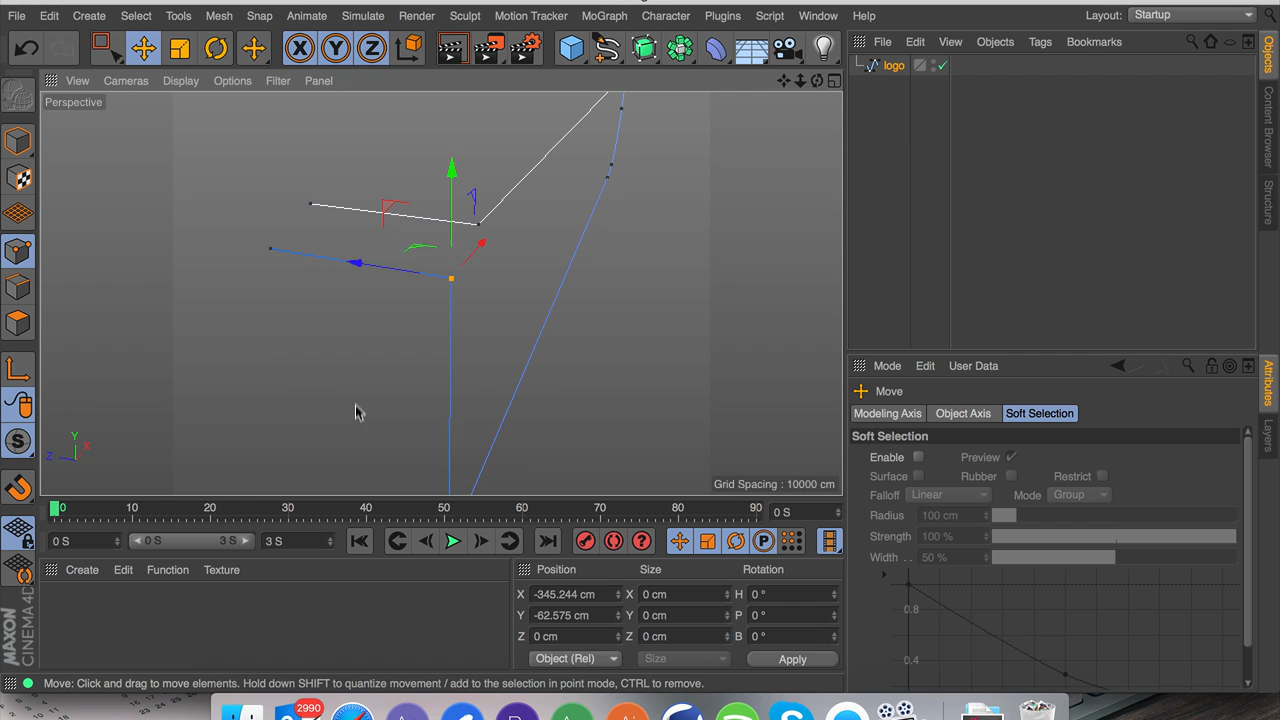 File Edit Create Select Tools Mesh Snap Animate Simulate Render Sculpt Motion Tracker MoGraph Character Plugins Script Window Help Layout: Startup
X Y Z
File Edit View Objects Tags Bookmarks
logo
View Cameras Display Options Filter Panel
Perspective
Objects
Content Browser
Structure
Mode Edit User Data
Move
Modeling Axis Object Axis Soft Selection
Soft Selection
Enable Preview
Surface Rubber Restrict
Falloff Linear Mode Group
Radius 100 cm
Strength 100 %
Width . . 50 %
0.8
0.4
Attributes
Layers
S
Y
X
Z
Grid Spacing : 10000 cm
0 10 20 30 40 50 60 70 80 90 0 S
0 S 0 S 3 S 3 S
P
Create Edit Function Texture
Position Size Rotation
X -345.244 cm X 0 cm H 0 °
Y -62.575 cm Y 0 cm P 0 °
Z 0 cm Z 0 cm B 0 °
Object (Rel) Size Apply
MAXON
CINEMA 4D
Move: Click and drag to move elements. Hold down SHIFT to quantize movement / add to the selection in point mode, CTRL to remove.
2990